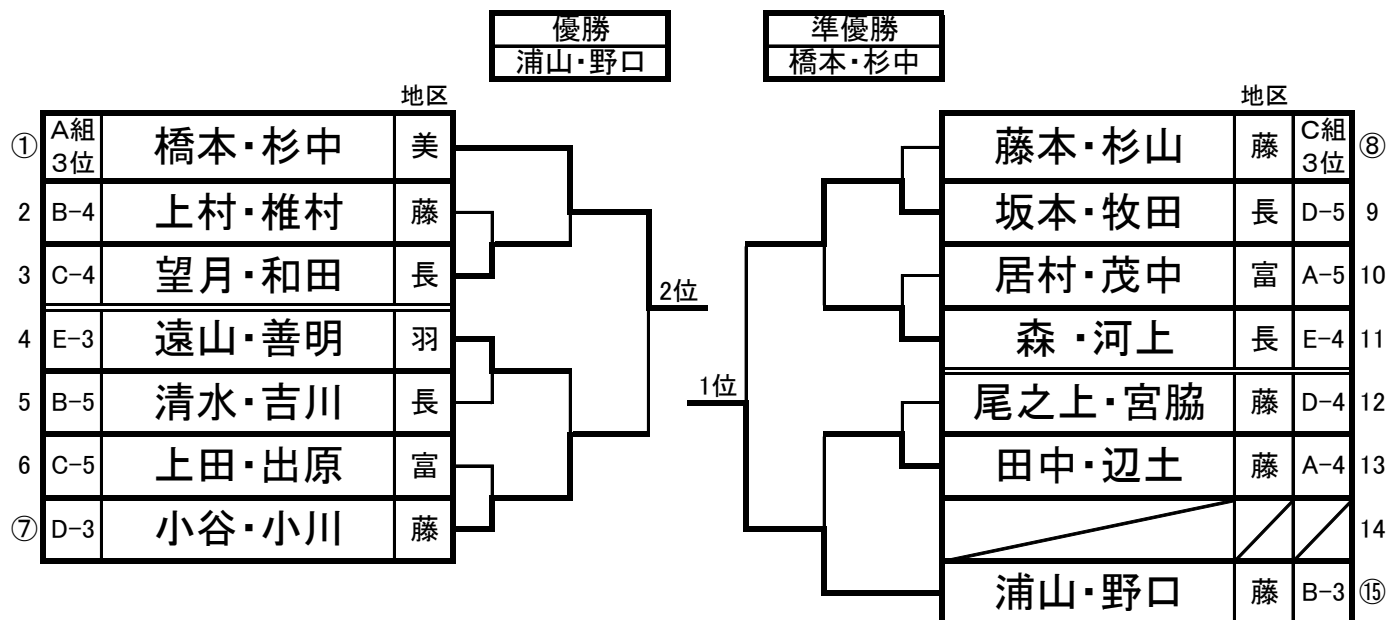 優勝 準優勝
浦山・野口 橋本・杉中
地区 地区
① A組3位 橋本・杉中 美
2 B-4 上村・椎村 藤
3 C-4 望月・和田 長
4 E-3 遠山・善明 羽
5 B-5 清水・吉川 長
6 C-5 上田・出原 富
⑦ D-3 小谷・小川 藤
2位
1位
藤本・杉山 藤 C組3位 ⑧
坂本・牧田 長 D-5 9
居村・茂中 富 A-5 10
森 ・河上 長 E-4 11
尾之上・宮脇 藤 D-4 12
田中・辺土 藤 A-4 13
14
浦山・野口 藤 B-3 ⑮